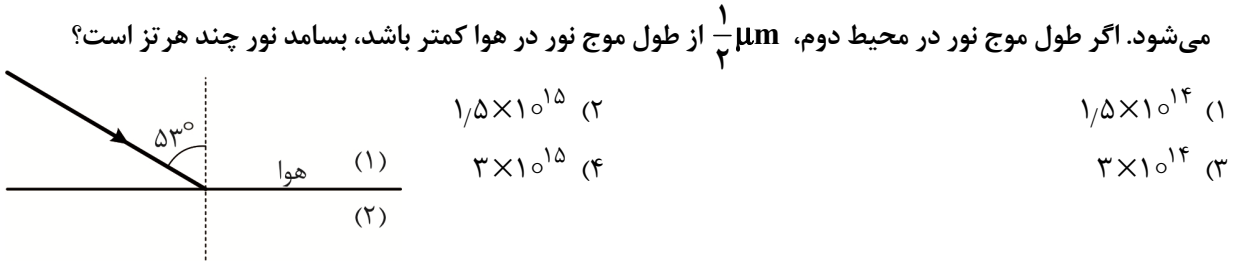 می‌شود. اگر طول موج نور در محیط دوم، ۱/۲ μm از طول موج نور در هوا کمتر باشد، بسامد نور چند هرتز است؟
۱) ۱٫۵×۱۰^۱۴ ۲) ۱٫۵×۱۰^۱۵
۳) ۳×۱۰^۱۴ ۴) ۳×۱۰^۱۵
۵۳°
هوا (۱)
(۲)